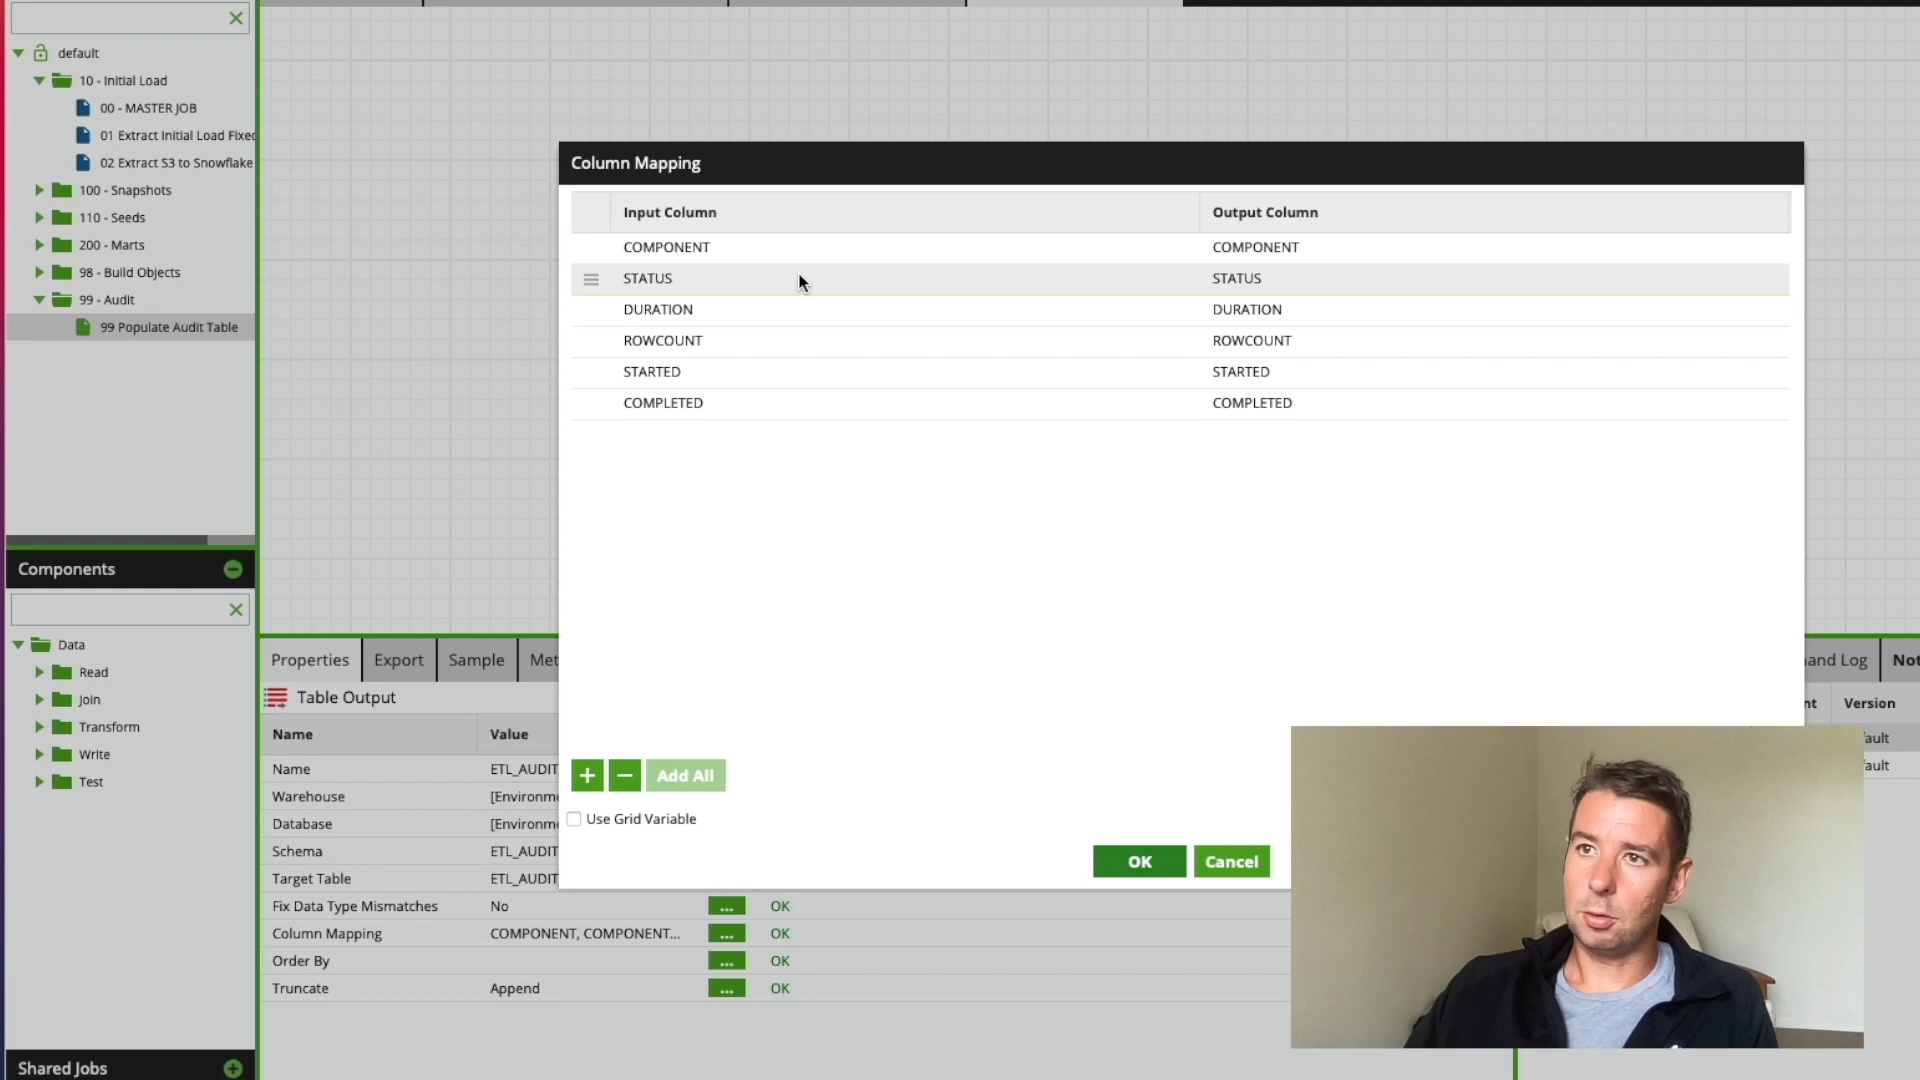 default
10 - Initial Load
00 - MASTER JOB
01 Extract Initial Load Fixed
02 Extract S3 to Snowflake
100 - Snapshots
110 - Seeds
200 - Marts
98 - Build Objects
99 - Audit
99 Populate Audit Table
Components
Data
Read
Join
Transform
Write
Test
Shared Jobs
Column Mapping
Input Column Output Column
COMPONENT COMPONENT
STATUS STATUS
DURATION DURATION
ROWCOUNT ROWCOUNT
STARTED STARTED
COMPLETED COMPLETED
+ − Add All
Use Grid Variable
OK Cancel
Properties Export Sample Met
Table Output
Name Value
Name ETL_AUDIT
Warehouse [Environme
Database [Environme
Schema ETL_AUDIT
Target Table ETL_AUDIT
Fix Data Type Mismatches No ... OK
Column Mapping COMPONENT, COMPONENT... ... OK
Order By ... OK
Truncate Append ... OK
and Log Not
nt Version
ault
ault